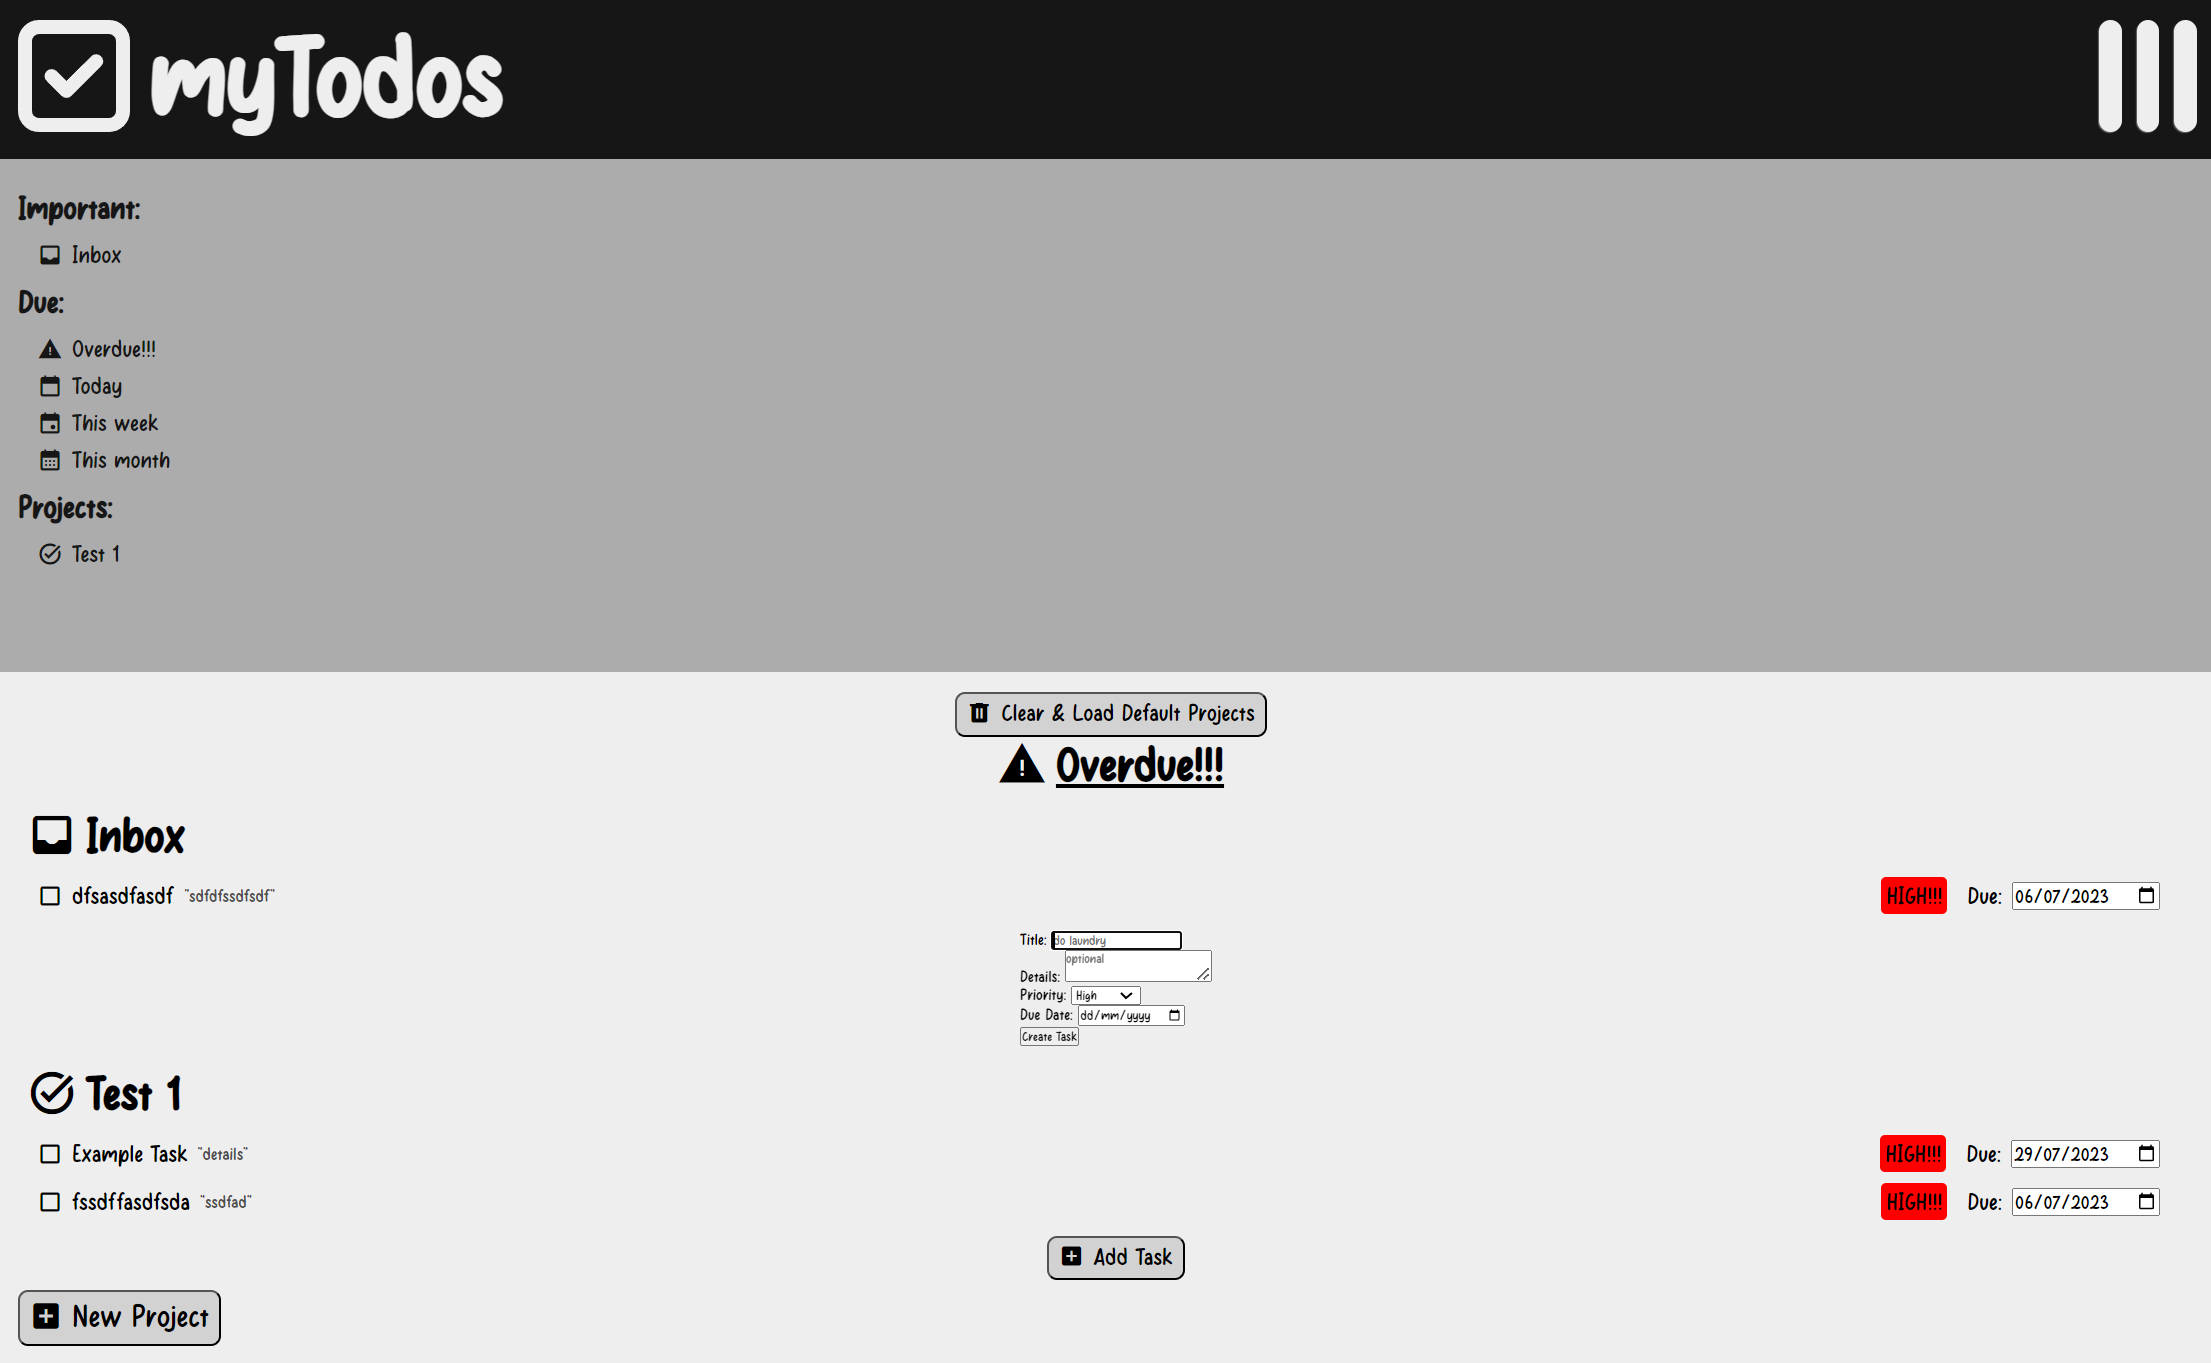 myTodos
Important:
Inbox
Due:
Overdue!!!
Today
This week
This month
Projects:
Test 1
Clear & Load Default Projects
Overdue!!!
Inbox
dfsasdfasdf "sdfdfssdfsdf" HIGH!!! Due: 06/07/2023
Title: do laundry
Details: optional
Priority: High
Due Date: dd/mm/yyyy
Create Task
Test 1
Example Task "details" HIGH!!! Due: 29/07/2023
fssdffasdfsda "ssdfad" HIGH!!! Due: 06/07/2023
Add Task
New Project